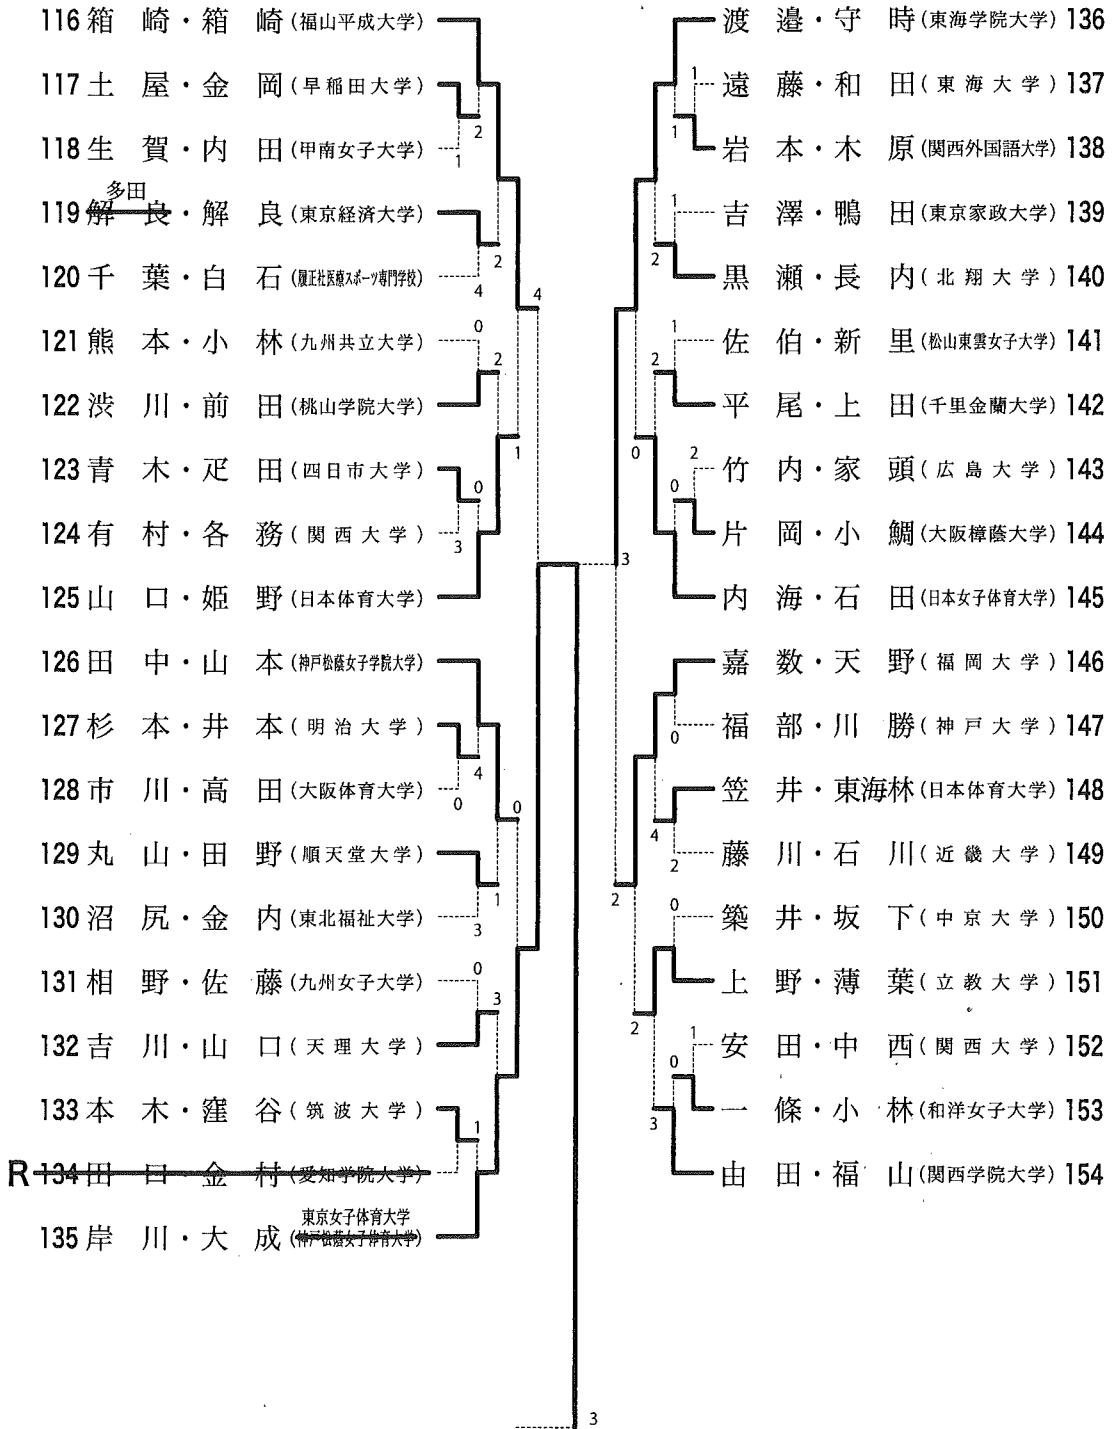 116 箱崎・箱崎 (福山平成大学)
117 土屋・金岡 (早稲田大学)
2
118 生賀・内田 (甲南女子大学)
1
多田
119 解良・解良 (東京経済大学)
2
120 千葉・白石 (履正社医療スポーツ専門学校)
4
4
121 熊本・小林 (九州共立大学)
0
2
122 渋川・前田 (桃山学院大学)
1
123 青木・疋田 (四日市大学)
0
124 有村・各務 (関西大学)
3
125 山口・姫野 (日本体育大学)
126 田中・山本 (神戸松蔭女子学院大学)
127 杉本・井本 (明治大学)
4
128 市川・高田 (大阪体育大学)
0
0
129 丸山・田野 (順天堂大学)
1
130 沼尻・金内 (東北福祉大学)
3
131 相野・佐藤 (九州女子大学)
0
3
132 吉川・山口 (天理大学)
133 本木・窪谷 (筑波大学)
1
R 134 田口金村 (愛知学院大学)
東京女子体育大学
135 岸川・大成 (神戸松蔭女子体育大学)
渡邉・守時 (東海学院大学) 136
1
遠藤・和田 (東海大学) 137
1
岩本・木原 (関西外国語大学) 138
1
吉澤・鴨田 (東京家政大学) 139
2
黒瀬・長内 (北翔大学) 140
1
佐伯・新里 (松山東雲女子大学) 141
2
平尾・上田 (千里金蘭大学) 142
0
2
竹内・家頭 (広島大学) 143
0
片岡・小鯛 (大阪樟蔭大学) 144
3
内海・石田 (日本女子体育大学) 145
嘉数・天野 (福岡大学) 146
福部・川勝 (神戸大学) 147
0
笠井・東海林 (日本体育大学) 148
4
藤川・石川 (近畿大学) 149
2
2
0
築井・坂下 (中京大学) 150
上野・薄葉 (立教大学) 151
2
1
安田・中西 (関西大学) 152
0
一條・小林 (和洋女子大学) 153
3
由田・福山 (関西学院大学) 154
3